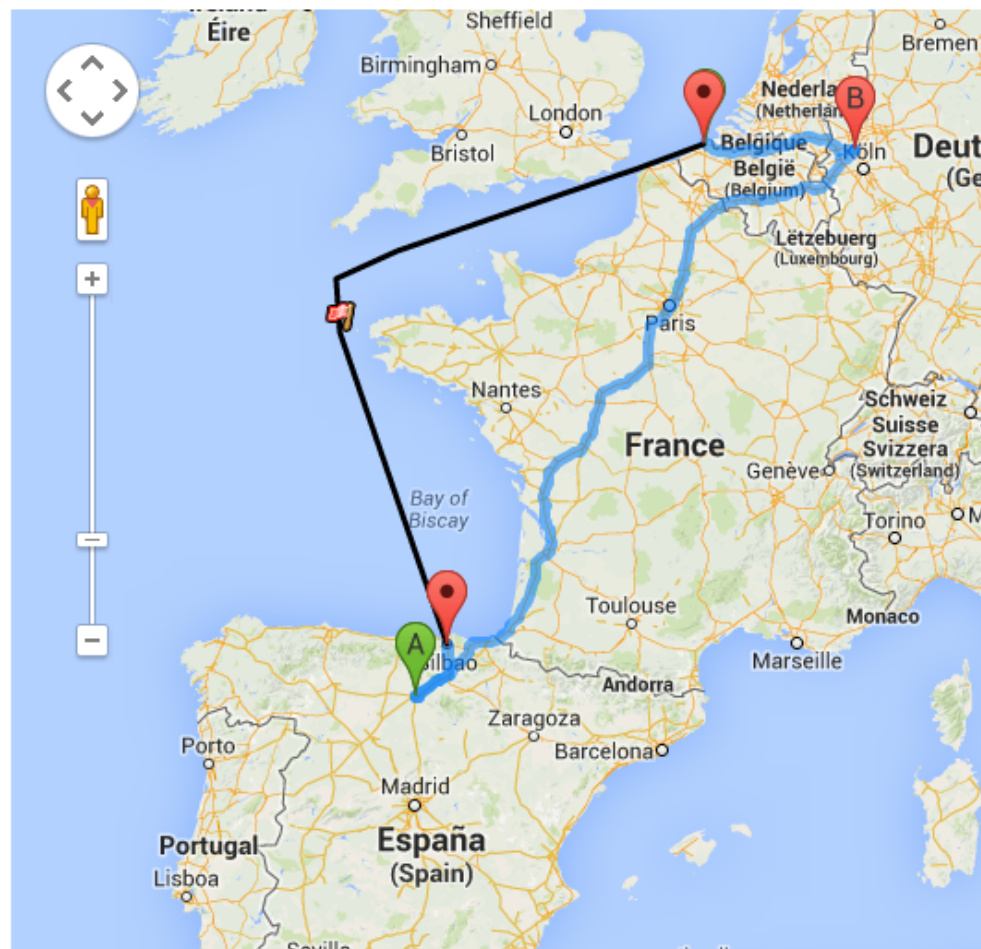 Sheffield
Éire
Bremen
Birmingham
Nederla
(Netherlan
B
London
Bristol
Belgique
België
(Belgium)
Köln
Deut
(Ge
Lëtzebuerg
(Luxembourg)
Paris
Nantes
Schweiz
Suisse
Svizzera
(Switzerland)
France
Genève
Bay of
Biscay
Torino
M
Toulouse
Monaco
A
Bilbao
Marseille
Andorra
Zaragoza
Porto
Barcelona
Madrid
España
(Spain)
Portugal
Lisboa